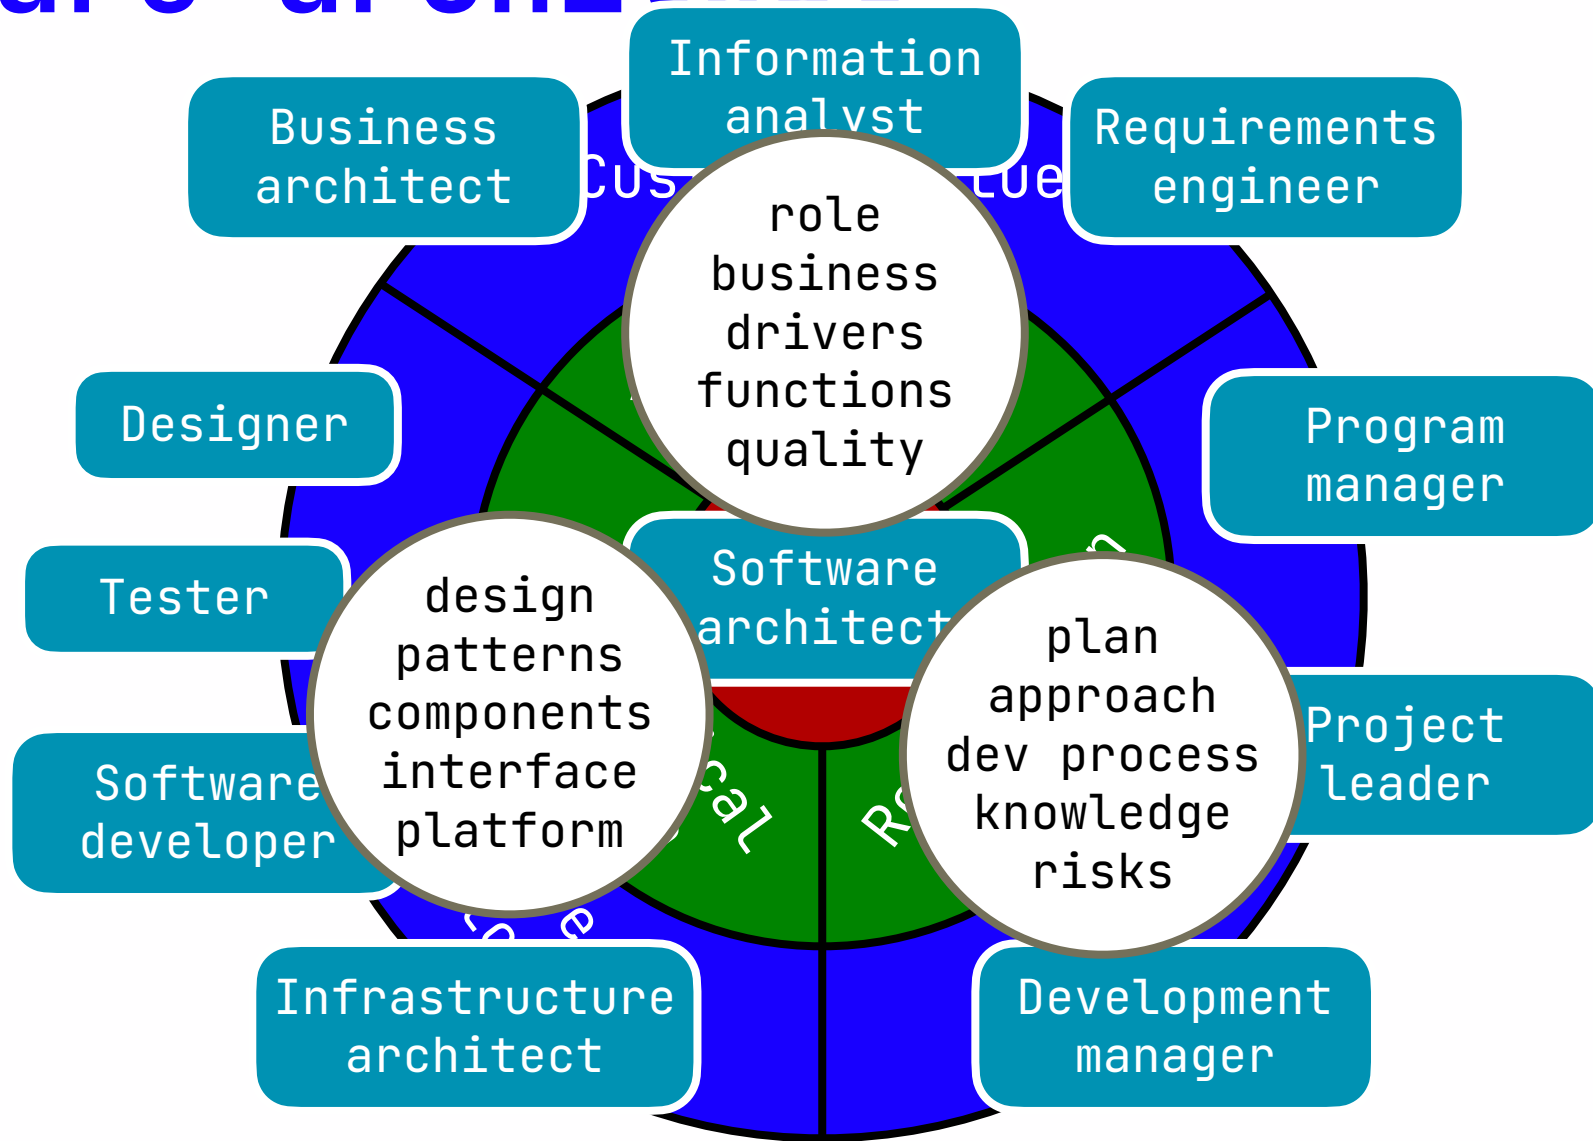 Information
analyst
Business
architect
Requirements
engineer
role
business
drivers
functions
quality
Designer
Program
manager
Software
architect
Tester
design
patterns
components
interface
platform
plan
approach
dev process
knowledge
risks
Project
leader
Software
developer
Infrastructure
architect
Development
manager